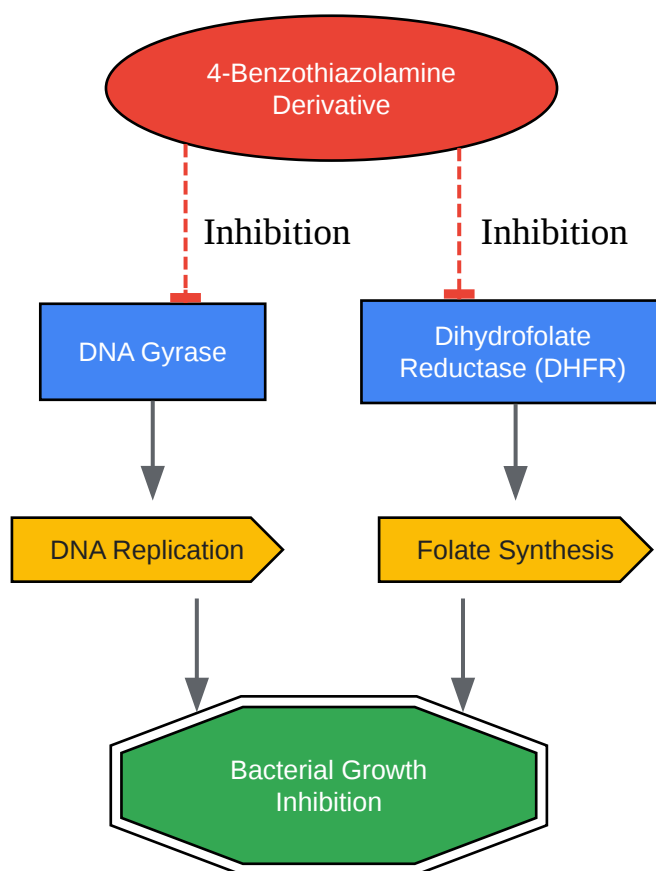 4-Benzothiazolamine
Derivative
Inhibition
Inhibition
DNA Gyrase
Dihydrofolate
Reductase (DHFR)
DNA Replication
Folate Synthesis
Bacterial Growth
Inhibition